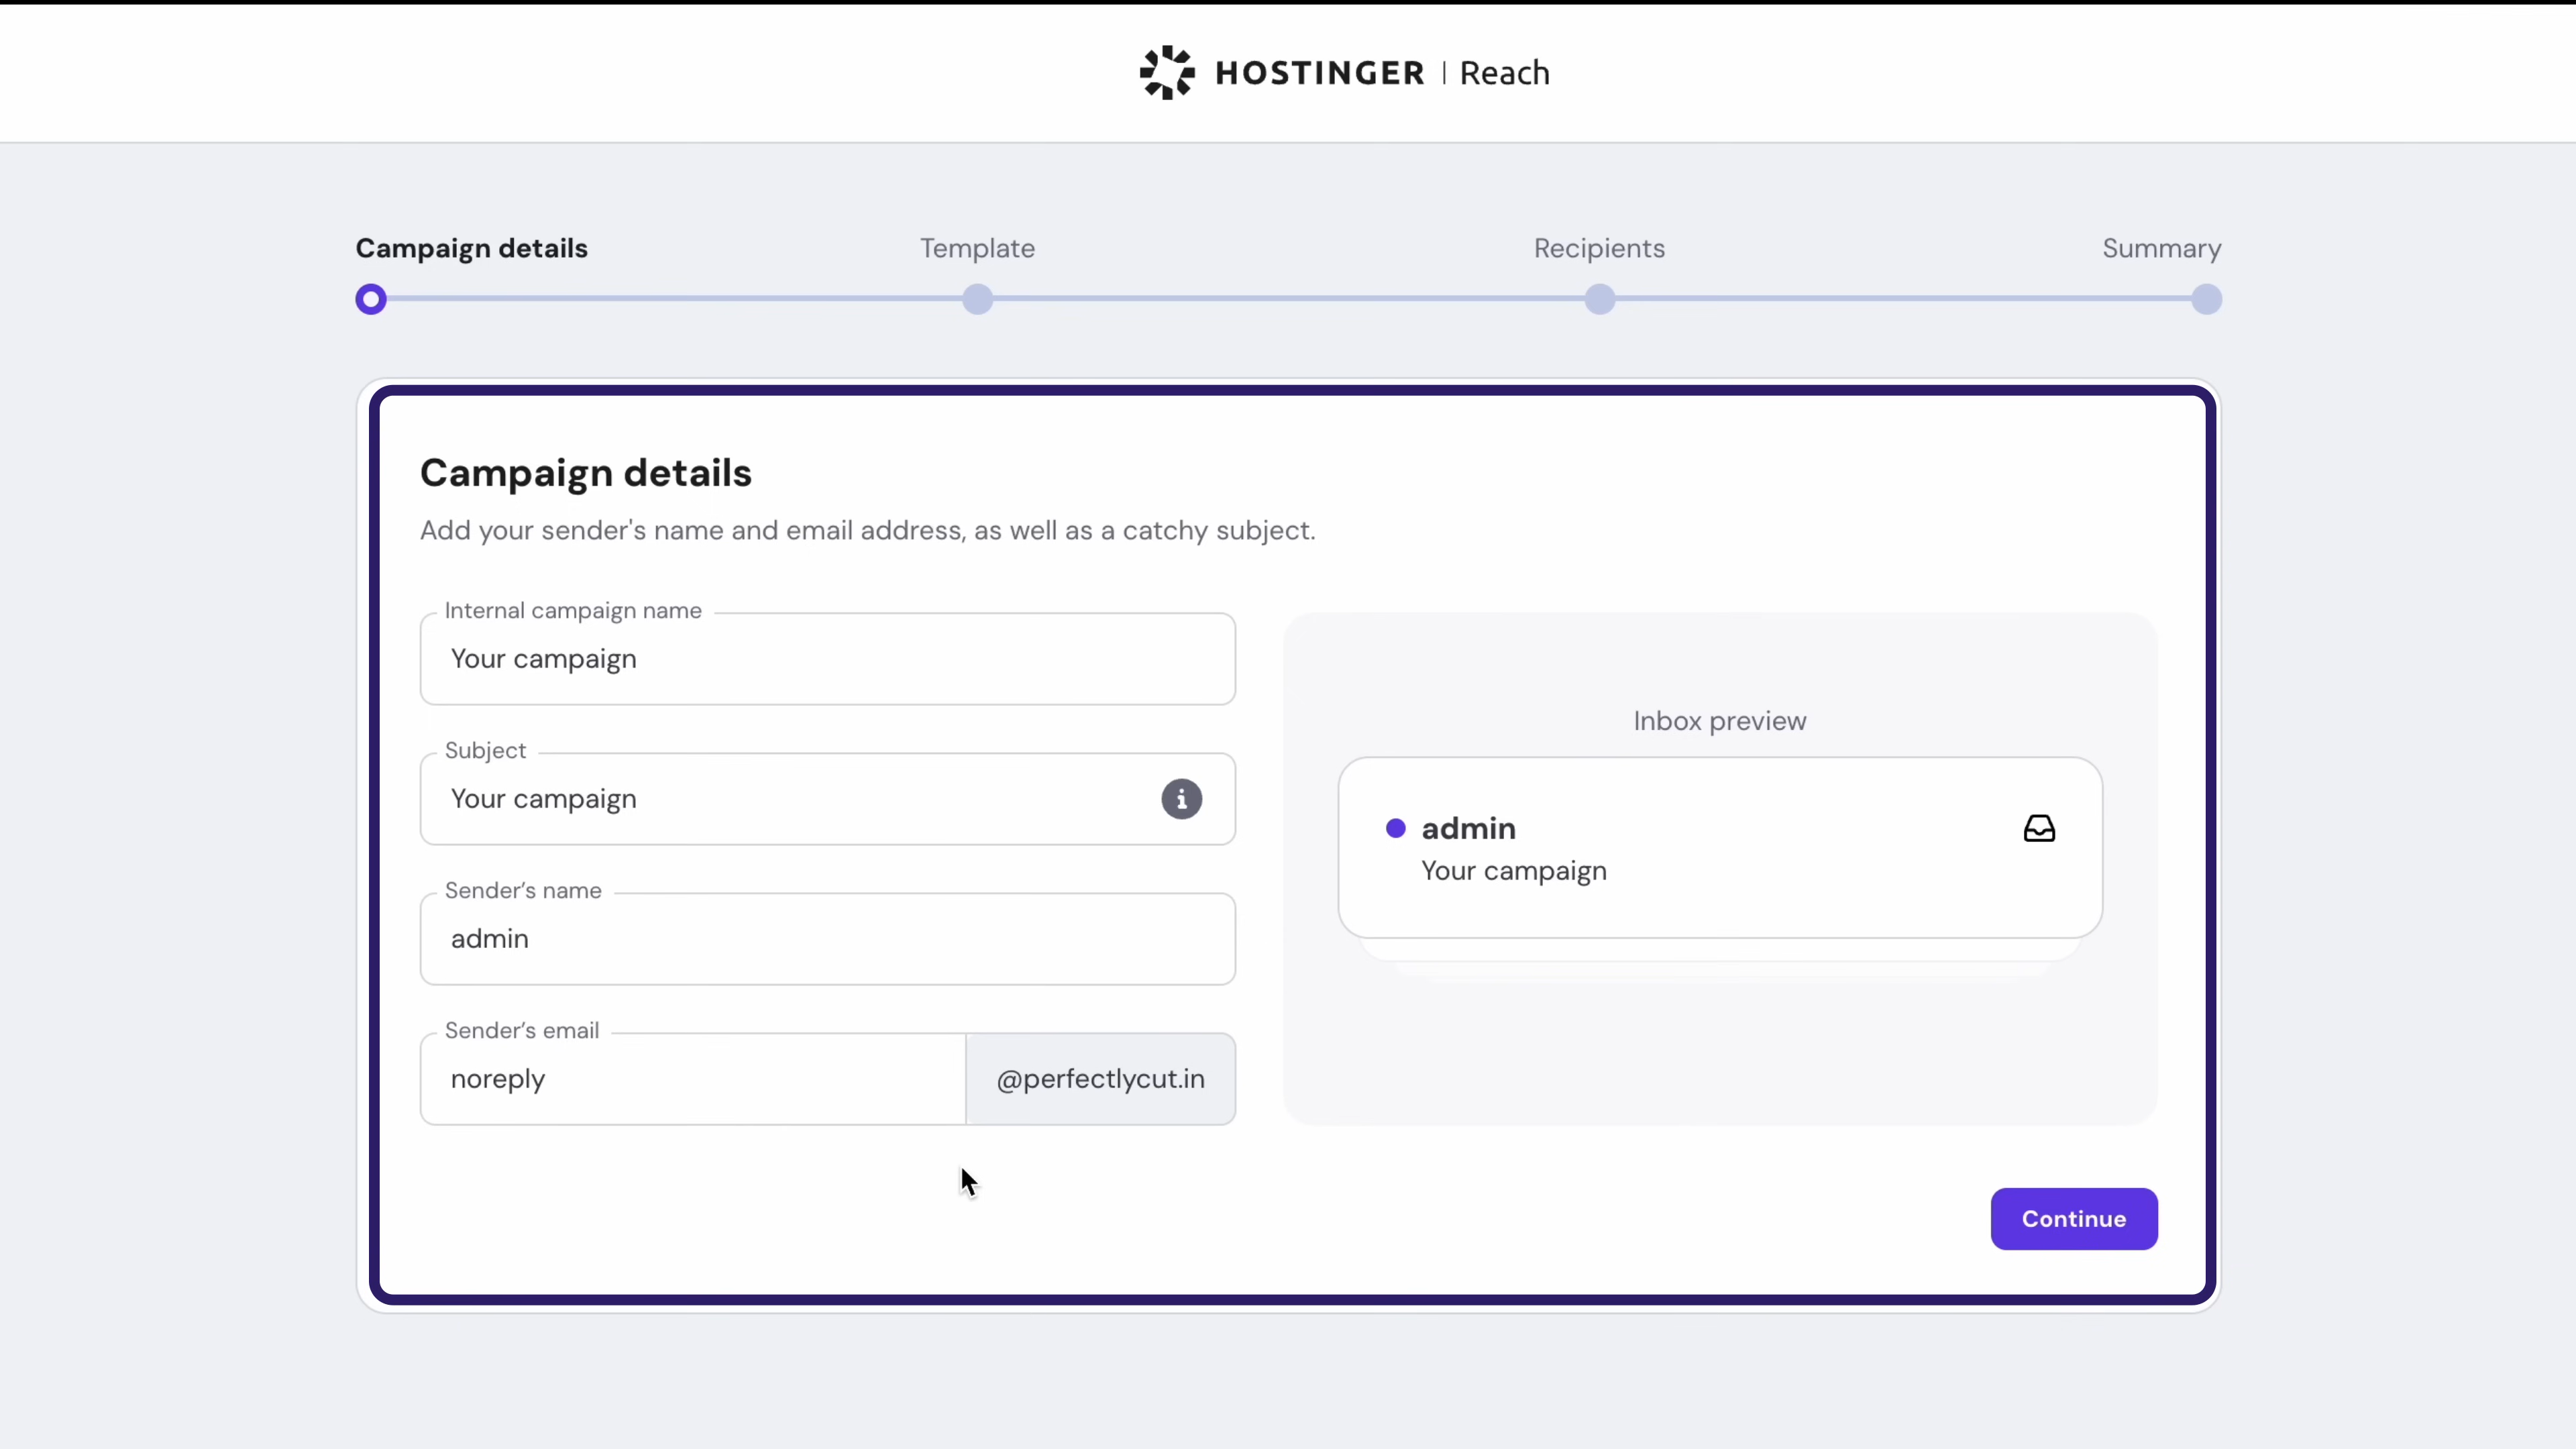 HOSTINGER | Reach
Campaign details
Template
Recipients
Summary
Campaign details
Add your sender's name and email address, as well as a catchy subject.
Internal campaign name
Your campaign
Subject
Your campaign
Sender’s name
admin
Sender’s email
noreply
@perfectlycut.in
Inbox preview
admin
Your campaign
Continue